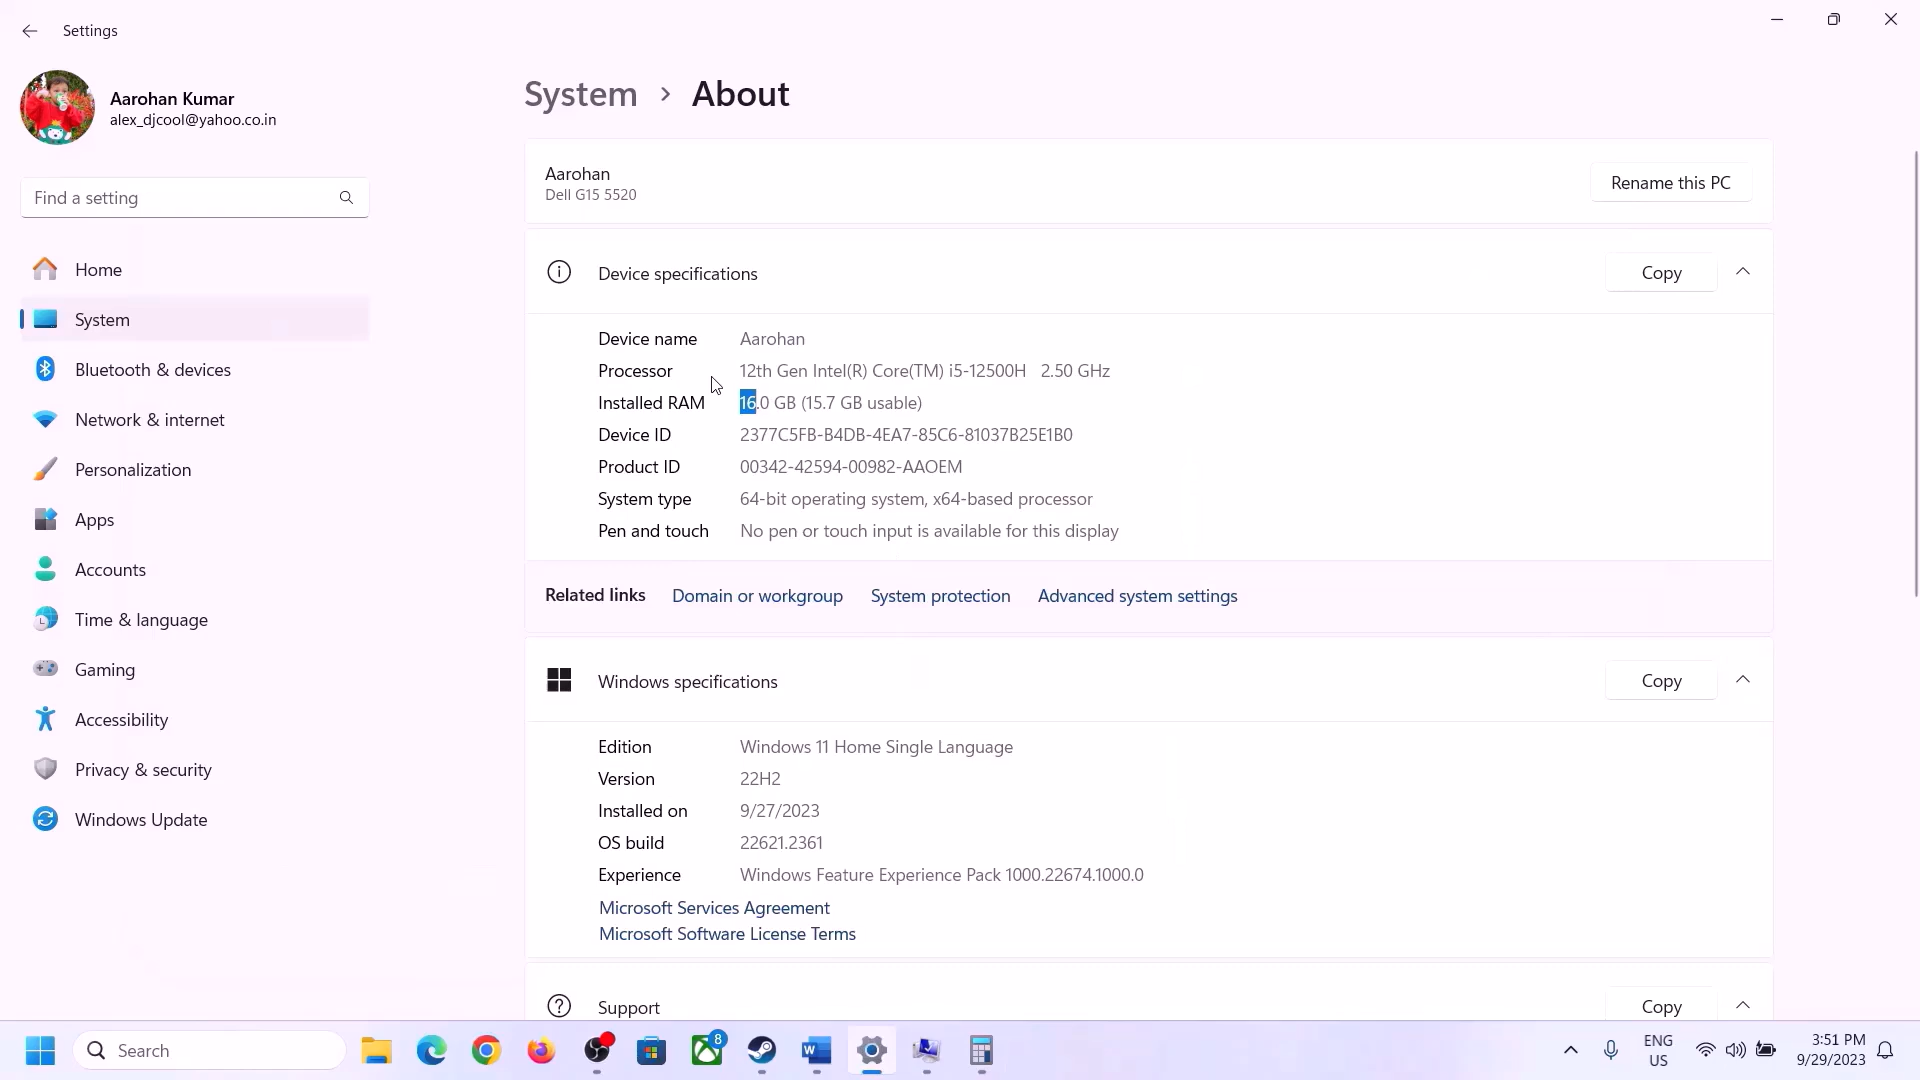 Settings
Aarohan Kumar
alex_djcool@yahoo.co.in
Find a setting
Home
System
Bluetooth & devices
Network & internet
Personalization
Apps
Accounts
Time & language
Gaming
Accessibility
Privacy & security
Windows Update
System > About
Aarohan
Dell G15 5520
Rename this PC
Device specifications
Copy
Device name Aarohan
Processor 12th Gen Intel(R) Core(TM) i5-12500H 2.50 GHz
Installed RAM 16.0 GB (15.7 GB usable)
Device ID 2377C5FB-B4DB-4EA7-85C6-81037B25E1B0
Product ID 00342-42594-00982-AAOEM
System type 64-bit operating system, x64-based processor
Pen and touch No pen or touch input is available for this display
Related links Domain or workgroup System protection Advanced system settings
Windows specifications
Copy
Edition Windows 11 Home Single Language
Version 22H2
Installed on 9/27/2023
OS build 22621.2361
Experience Windows Feature Experience Pack 1000.22674.1000.0
Microsoft Services Agreement
Microsoft Software License Terms
Support
Copy
Search
8
ENG
US
3:51 PM
9/29/2023